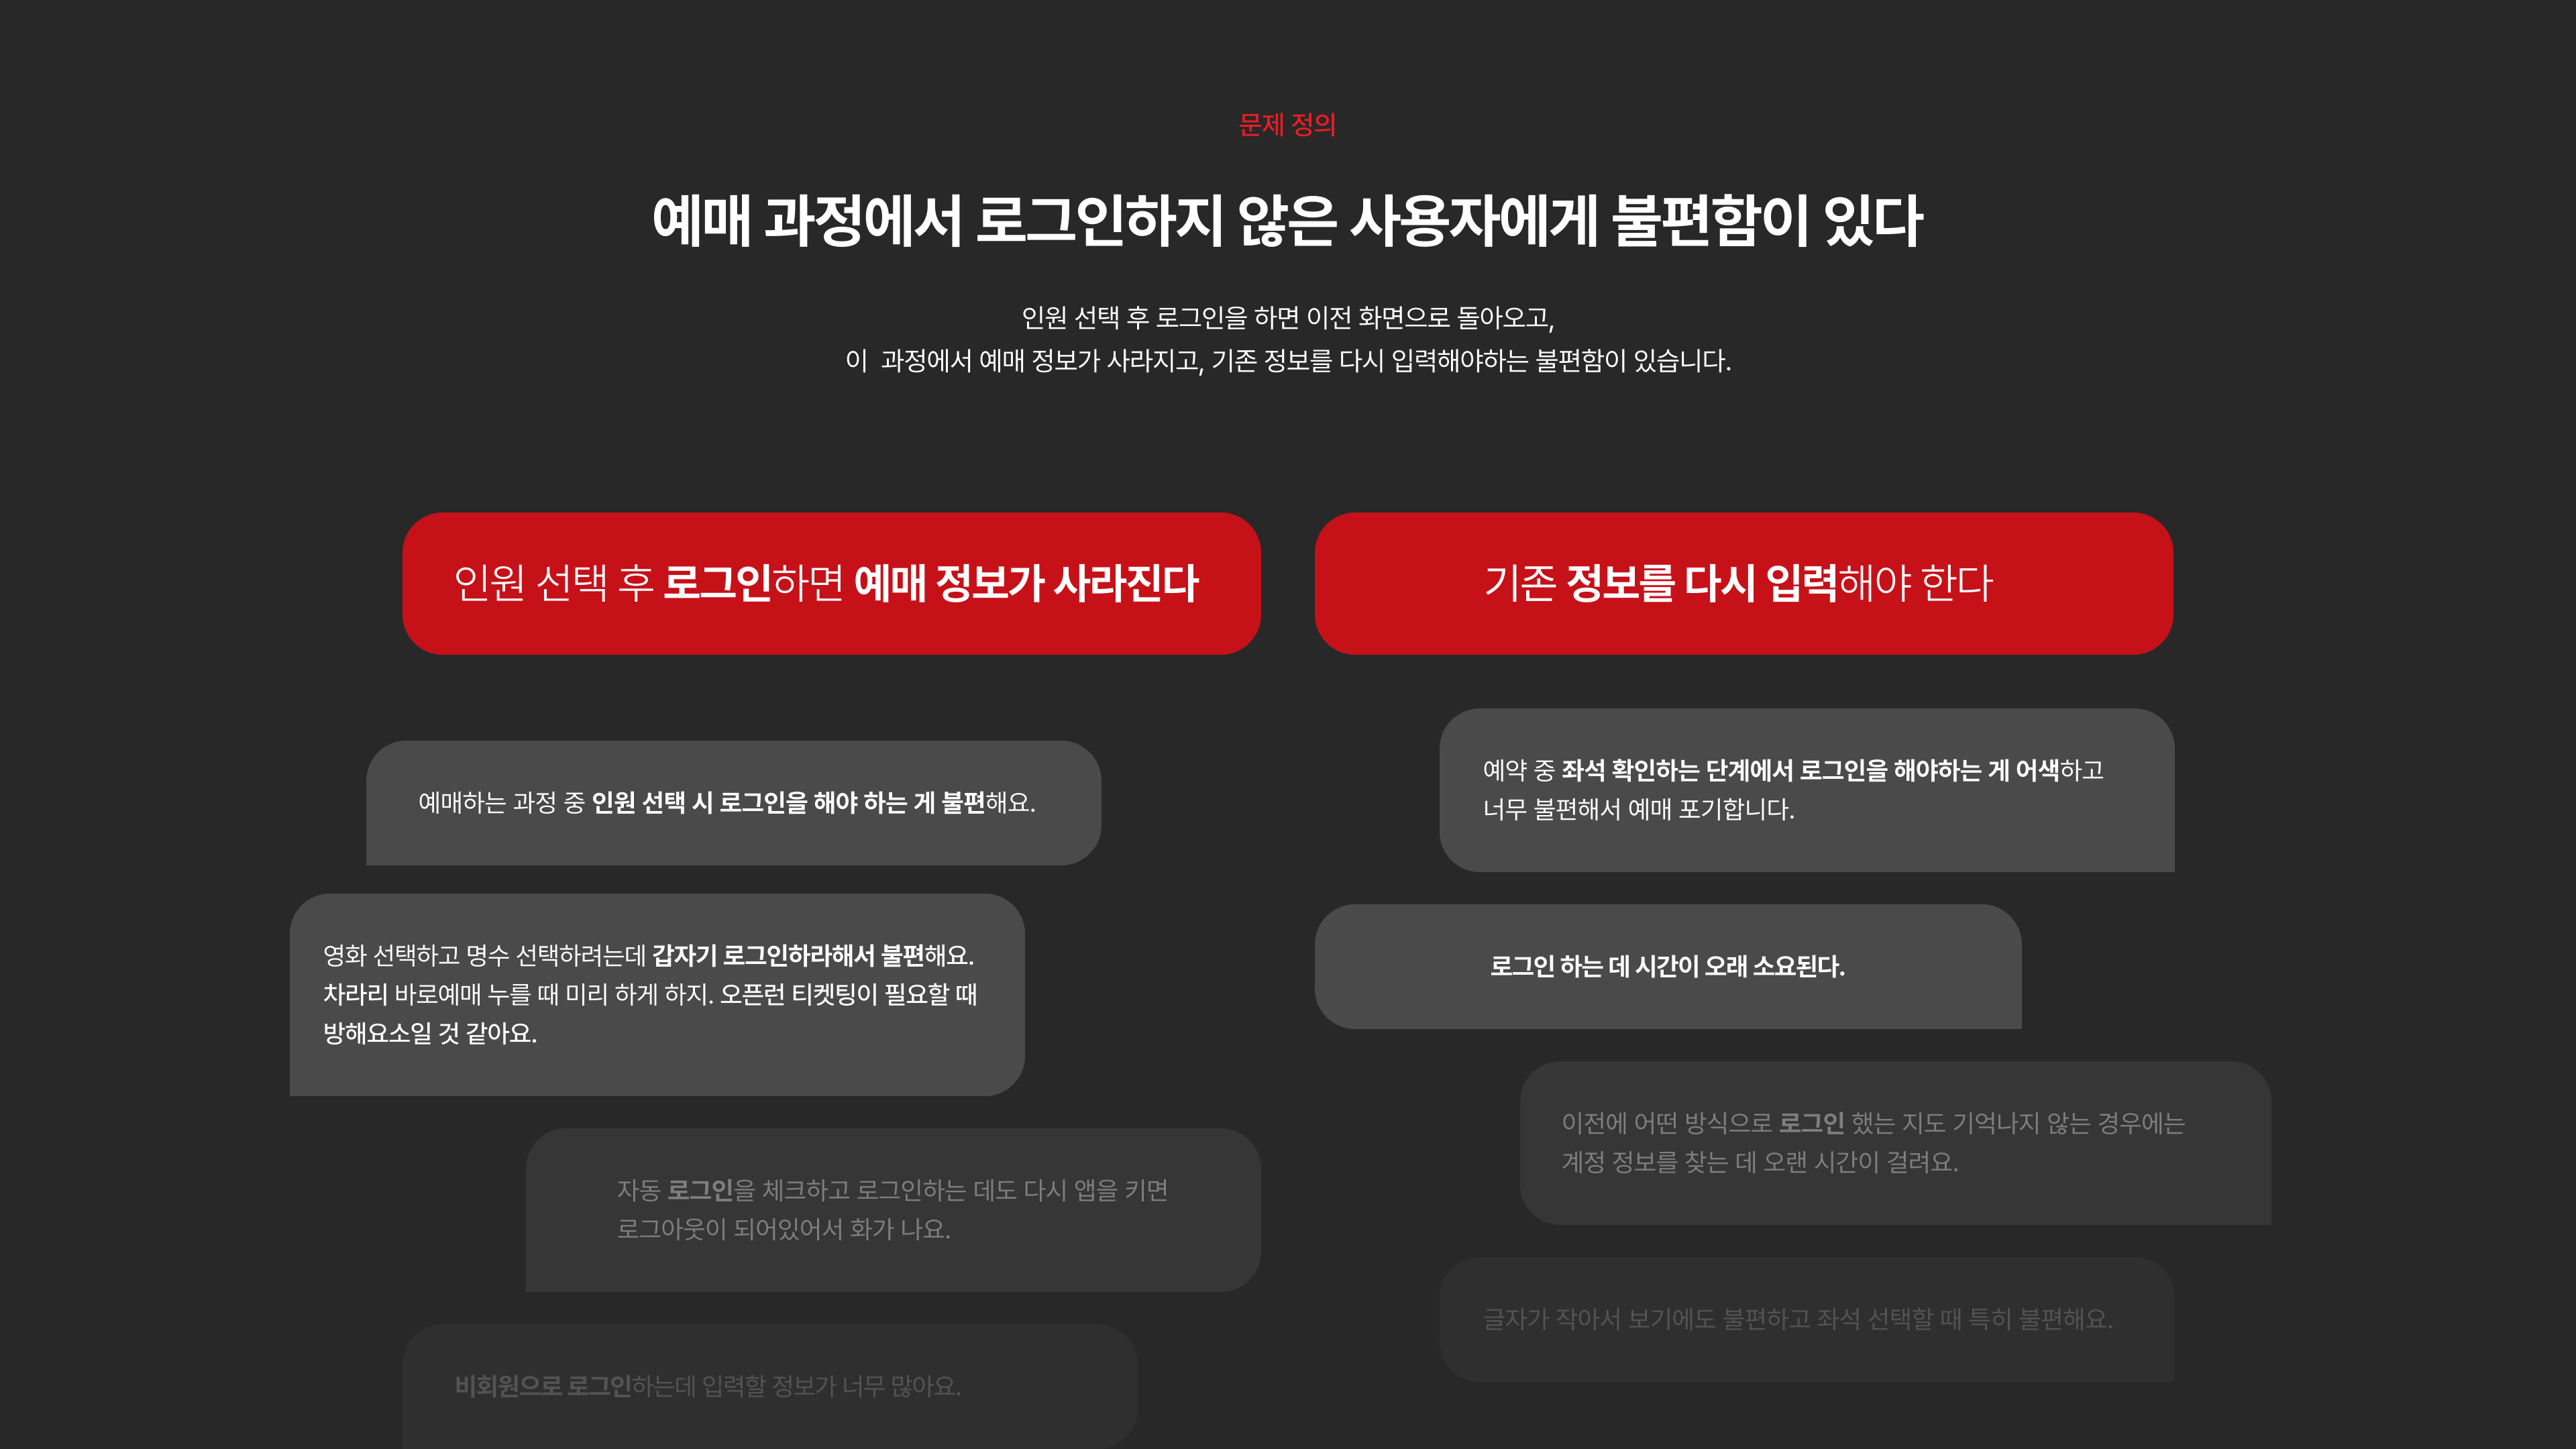 문제 정의
예매 과정에서 로그인하지 않은 사용자에게 불편함이 있다
인원 선택 후 로그인을 하면 이전 화면으로 돌아오고,
이 과정에서 예매 정보가 사라지고, 기존 정보를 다시 입력해야하는 불편함이 있습니다.
인원 선택 후 로그인하면 예매 정보가 사라진다
예매하는 과정 중 인원 선택 시 로그인을 해야 하는 게 불편해요.
영화 선택하고 명수 선택하려는데 갑자기 로그인하라해서 불편해요.
차라리 바로예매 누를 때 미리 하게 하지. 오픈런 티켓팅이 필요할 때
방해요소일 것 같아요.
자동 로그인을 체크하고 로그인하는 데도 다시 앱을 키면
로그아웃이 되어있어서 화가 나요.
비회원으로 로그인하는데 입력할 정보가 너무 많아요.
기존 정보를 다시 입력해야 한다
예약 중 좌석 확인하는 단계에서 로그인을 해야하는 게 어색하고
너무 불편해서 예매 포기합니다.
로그인 하는 데 시간이 오래 소요된다.
이전에 어떤 방식으로 로그인 했는 지도 기억나지 않는 경우에는
계정 정보를 찾는 데 오랜 시간이 걸려요.
글자가 작아서 보기에도 불편하고 좌석 선택할 때 특히 불편해요.